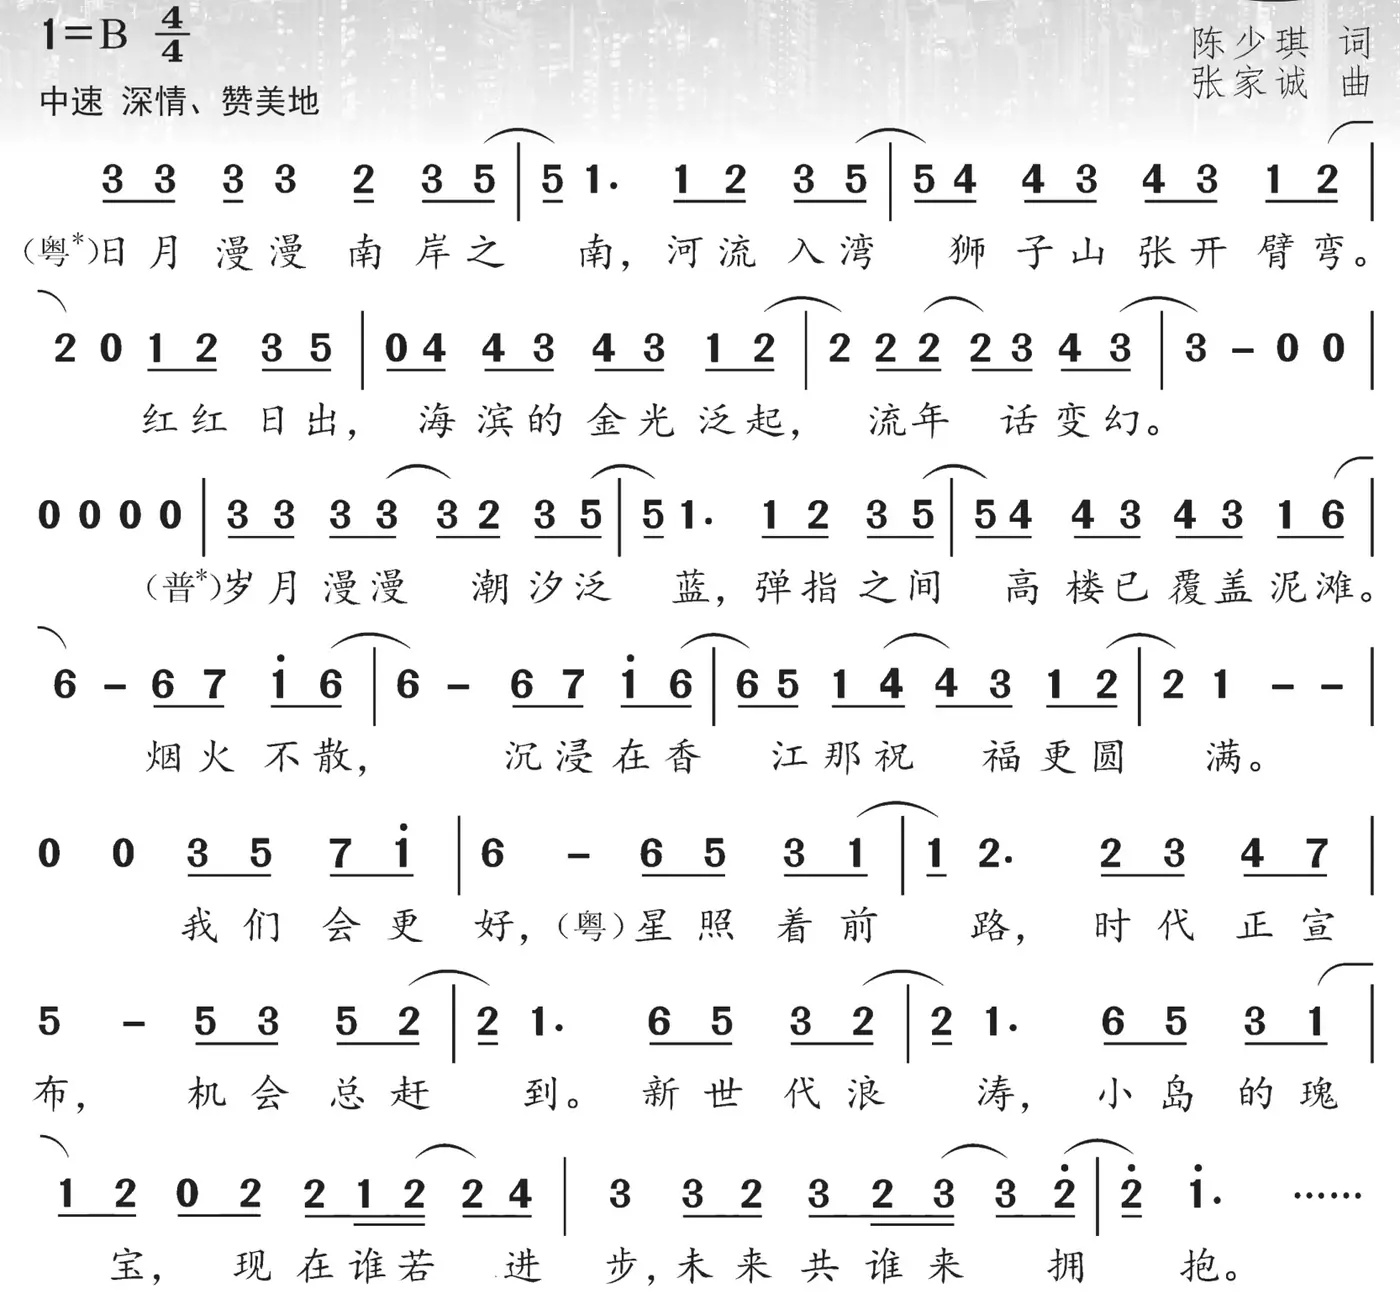 1=B 4/4
陈少琪 词
中速 深情、赞美地
张家诚 曲
3 3 3 3 2 3 5 | 5 1. 1 2 3 5 | 5 4 4 3 4 3 1 2 |
(粤*)日月漫漫南岸之南，河流入湾 狮子山张开臂弯。
2 0 1 2 3 5 | 0 4 4 3 4 3 1 2 | 2 2 2 2 3 4 3 | 3 – 0 0 |
红红日出，海滨的金光泛起，流年 话变幻。
0 0 0 0 | 3 3 3 3 3 2 3 5 | 5 1. 1 2 3 5 | 5 4 4 3 4 3 1 6 |
(普*)岁月漫漫 潮汐泛蓝，弹指之间 高楼已覆盖泥滩。
6 – 6 7 i 6 | 6 – 6 7 i 6 | 6 5 1 4 4 3 1 2 | 2 1 – – |
烟火不散，沉浸在香江那祝福更圆满。
0 0 3 5 7 i | 6 – 6 5 3 1 | 1 2. 2 3 4 7 |
我们会更好，(粤)星照着前路，时代正宣
5 – 5 3 5 2 | 2 1. 6 5 3 2 | 2 1. 6 5 3 1 |
布，机会总赶到。新世代浪涛，小岛的瑰
1 2 0 2 2 1 2 2 4 | 3 3 2 3 2 3 3 2̇ | 2̇ i. ……
宝，现在谁若进步，未来共谁来拥抱。